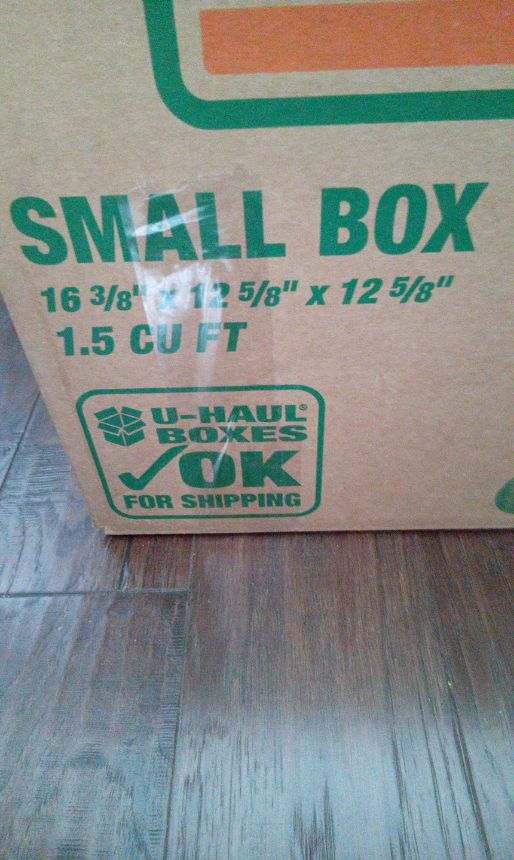 SMALL BOX
16 3/8" x 12 5/8" x 12 5/8"
1.5 CU FT
U-HAUL®
BOXES
✓OK
FOR SHIPPING